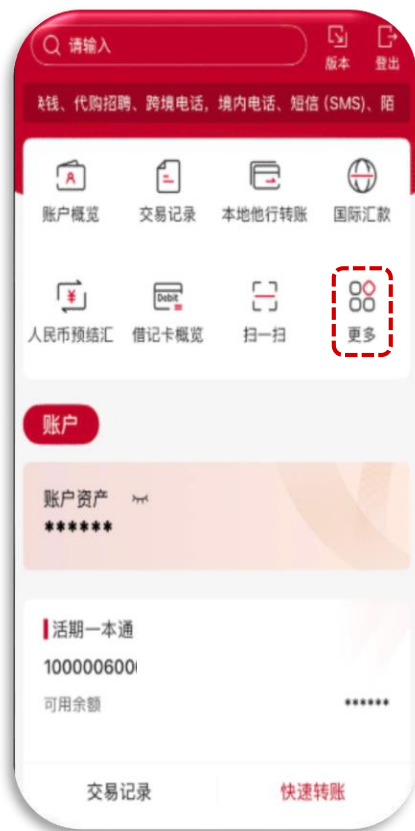 请输入
版本 登出
钱、代购招聘、跨境电话，境内电话、短信 (SMS)、陌
账户概览 交易记录 本地他行转账 国际汇款
Debit
人民币预结汇 借记卡概览 扫一扫 更多
账户
账户资产
******
活期一本通
1000006000
可用余额 ******
交易记录 快速转账